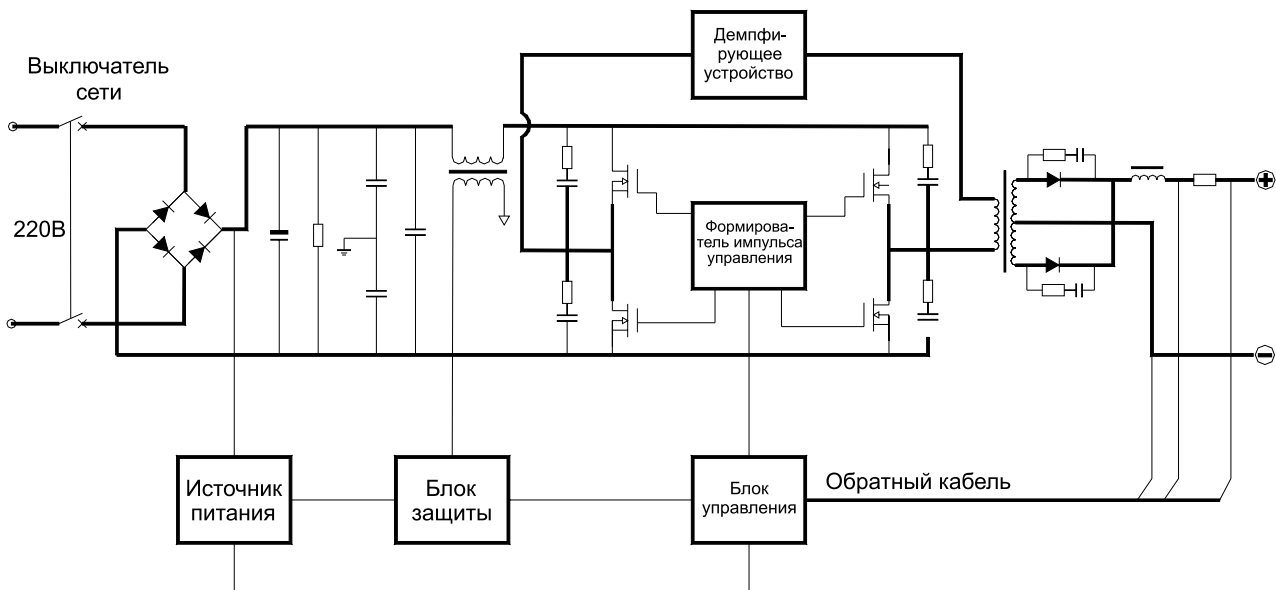 Выключатель
сети
220В
Демпфи-
рующее
устройство
Формирова-
тель импульса
управления
Источник
питания
Блок
защиты
Блок
управления
Обратный кабель